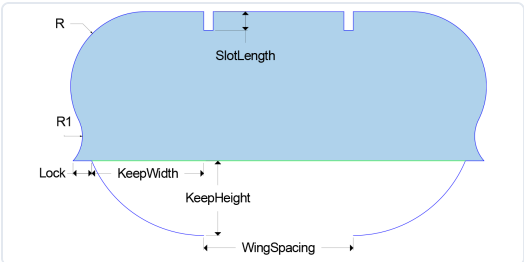 R
SlotLength
R1
Lock
KeepWidth
KeepHeight
WingSpacing